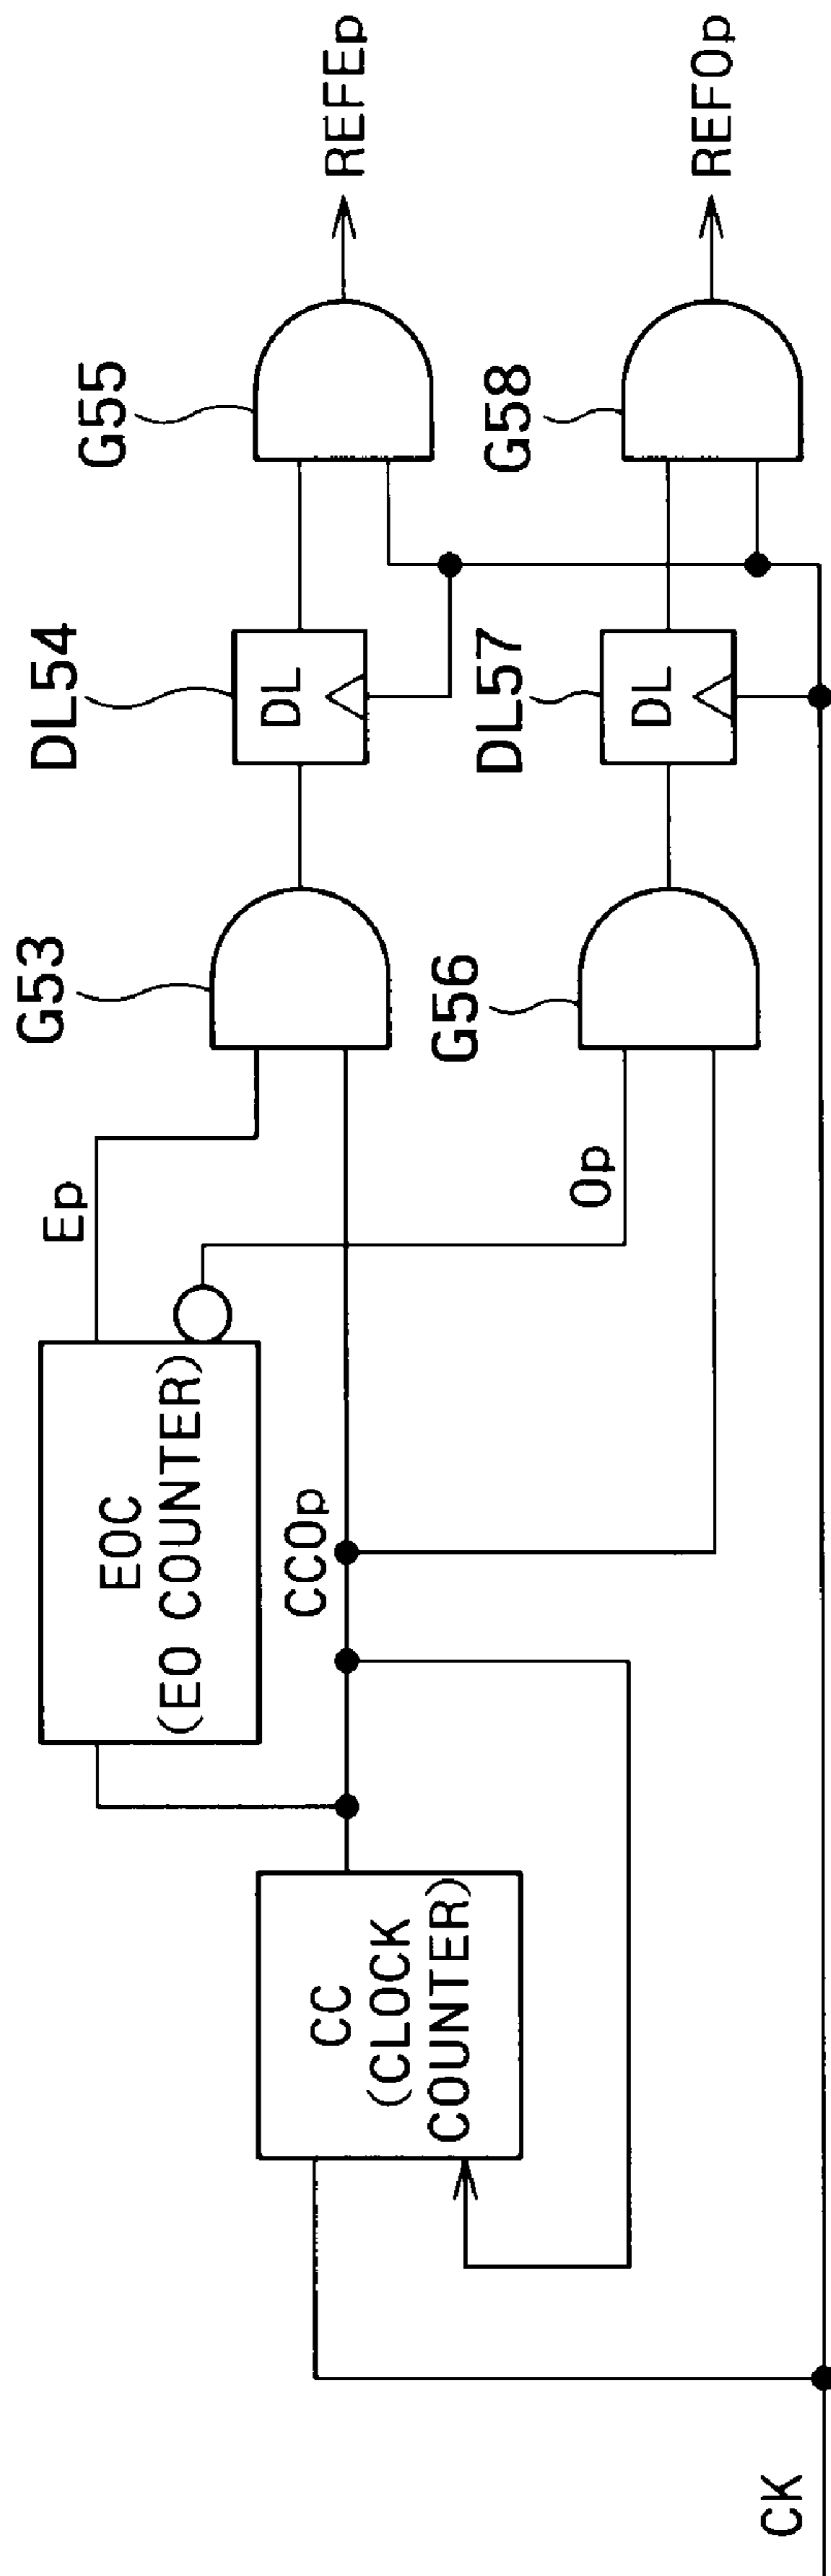 EOC
(EO COUNTER)
Ep
G53
DL54
DL
G55
REFEp
CC
(CLOCK
COUNTER)
CCOp
Op
G56
DL57
DL
G58
REFOp
CK